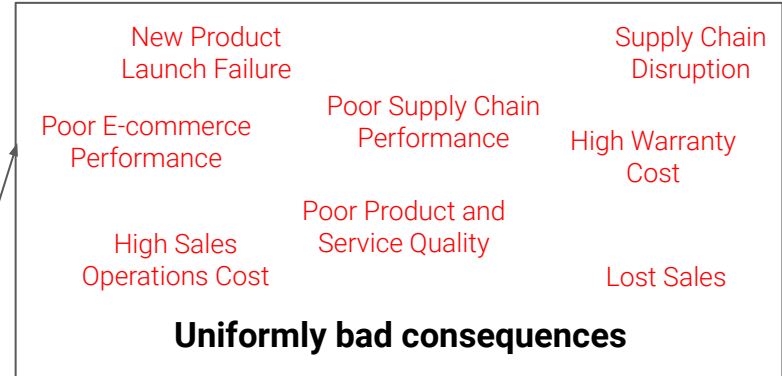 New Product
Launch Failure
Supply Chain
Disruption
Poor E-commerce
Performance
Poor Supply Chain
Performance
High Warranty
Cost
High Sales
Operations Cost
Poor Product and
Service Quality
Lost Sales
Uniformly bad consequences